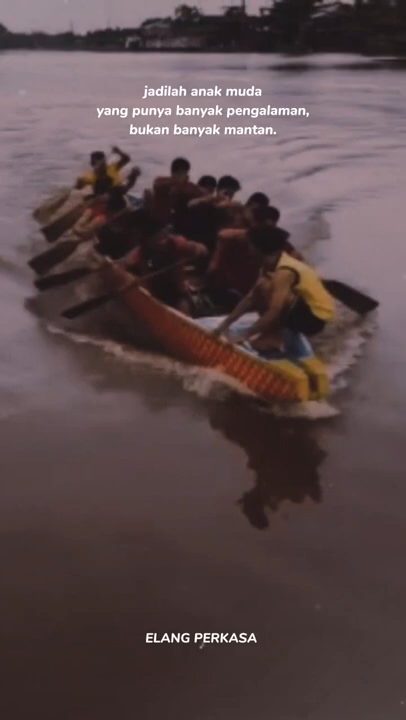 jadilah anak muda
yang punya banyak pengalaman,
bukan banyak mantan.
ELANG PERKASA